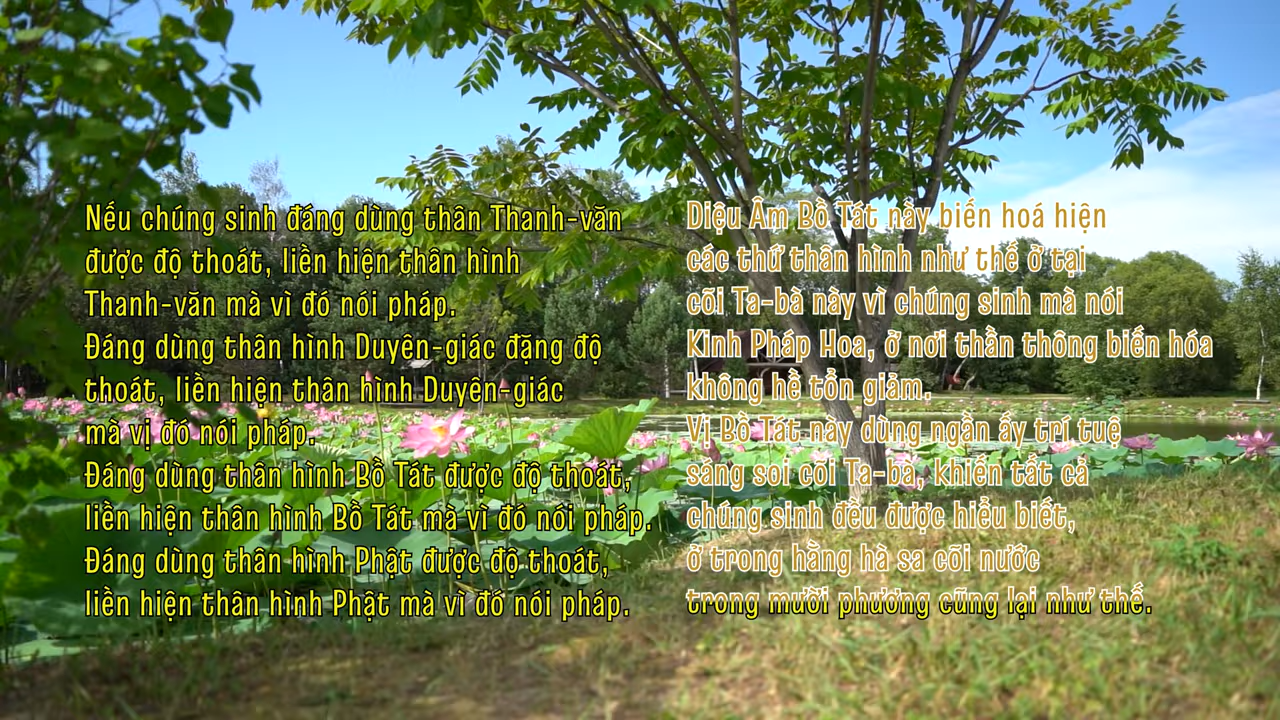 Nếu chúng sinh đáng dùng thân Thanh-văn
được độ thoát, liền hiện thân hình
Thanh-văn mà vì đó nói pháp.
Đáng dùng thân hình Duyên-giác đặng độ
thoát, liền hiện thân hình Duyên-giác
mà vị đó nói pháp.
Đáng dùng thân hình Bồ Tát được độ thoát,
liền hiện thân hình Bồ Tát mà vì đó nói pháp.
Đáng dùng thân hình Phật được độ thoát,
liền hiện thân hình Phật mà vì đớ nói pháp.
Diệu Âm Bồ Tát này biến hoá hiện
các thứ thân hình như thế ở tại
cõi Ta-bà này vì chúng sinh mà nói
Kinh Pháp Hoa, ở nơi thần thông biến hóa
không hề tổn giảm.
Vị Bồ Tát này dùng ngần ấy trí tuệ
sáng soi cõi Ta-bà, khiến tất cả
chúng sinh đều được hiểu biết,
ở trong hằng hà sa cõi nước
trong mười phương cũng lại như thế.